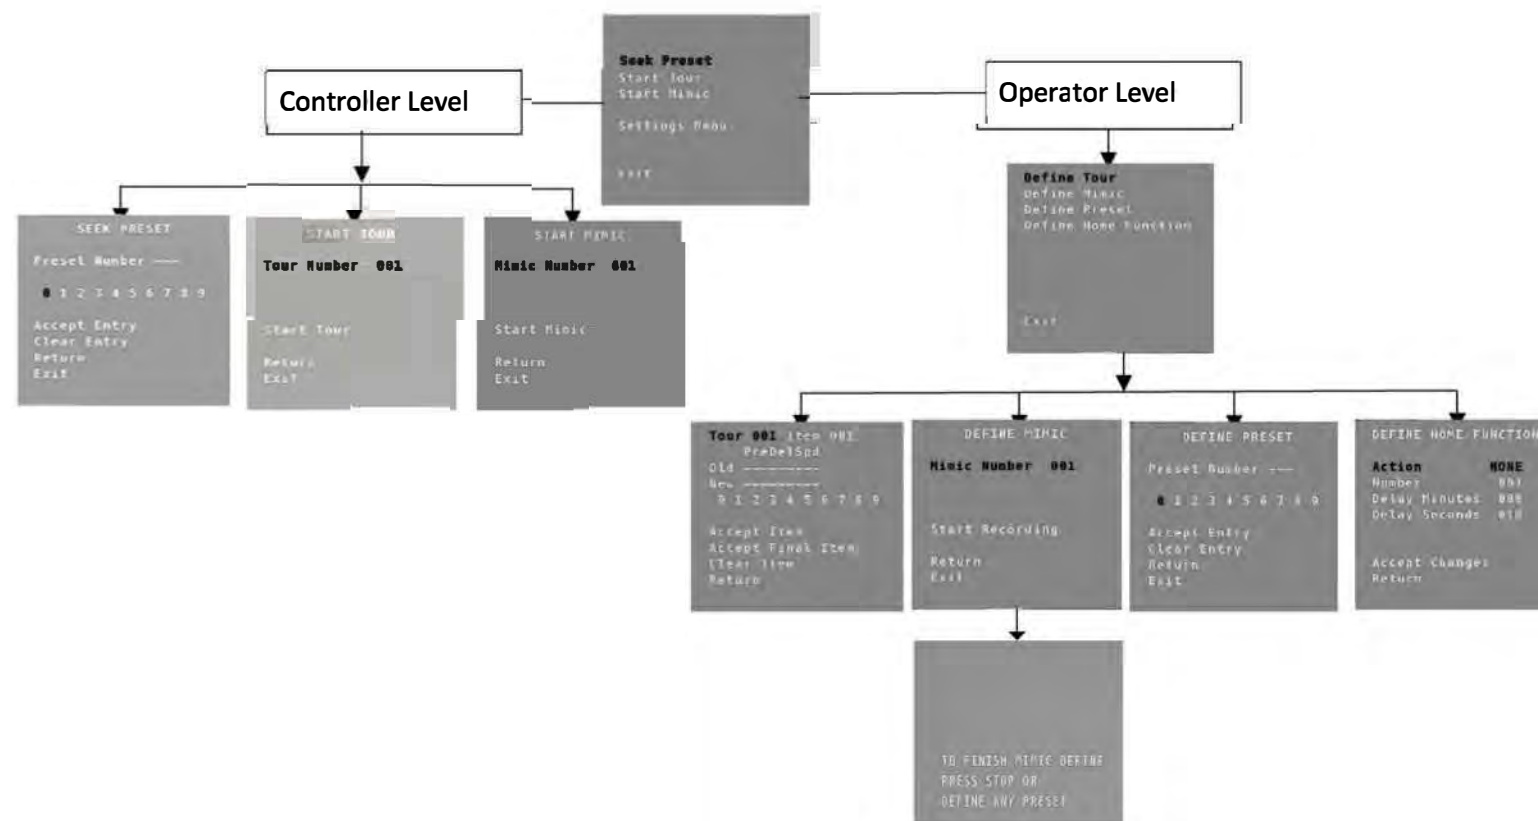 Seek Preset
Start Tour
Start Mimic
Settings Menu
Exit
Controller Level
Operator Level
SEEK PRESET
Preset Number ---
0 1 2 3 4 5 6 7 8 9
Accept Entry
Clear Entry
Return
Exit
START TOUR
Tour Number 001
Start Tour
Return
Exit
START MIMIC
Mimic Number 001
Start Mimic
Return
Exit
Define Tour
Define Mimic
Define Preset
Define Home Function
Exit
Tour 001 Item 001
PreDelSpd
Old ---------
New ---------
0 1 2 3 4 5 6 7 8 9
Accept Item
Accept Final Item
Clear Item
Return
DEFINE MIMIC
Mimic Number 001
Start Recording
Return
Exit
DEFINE PRESET
Preset Number ---
0 1 2 3 4 5 6 7 8 9
Accept Entry
Clear Entry
Return
Exit
DEFINE HOME FUNCTION
Action NONE
Number 001
Delay Minutes 000
Delay Seconds 010
Accept Changes
Return
TO FINISH MIMIC DEFINE
PRESS STOP OR
DEFINE ANY PRESET